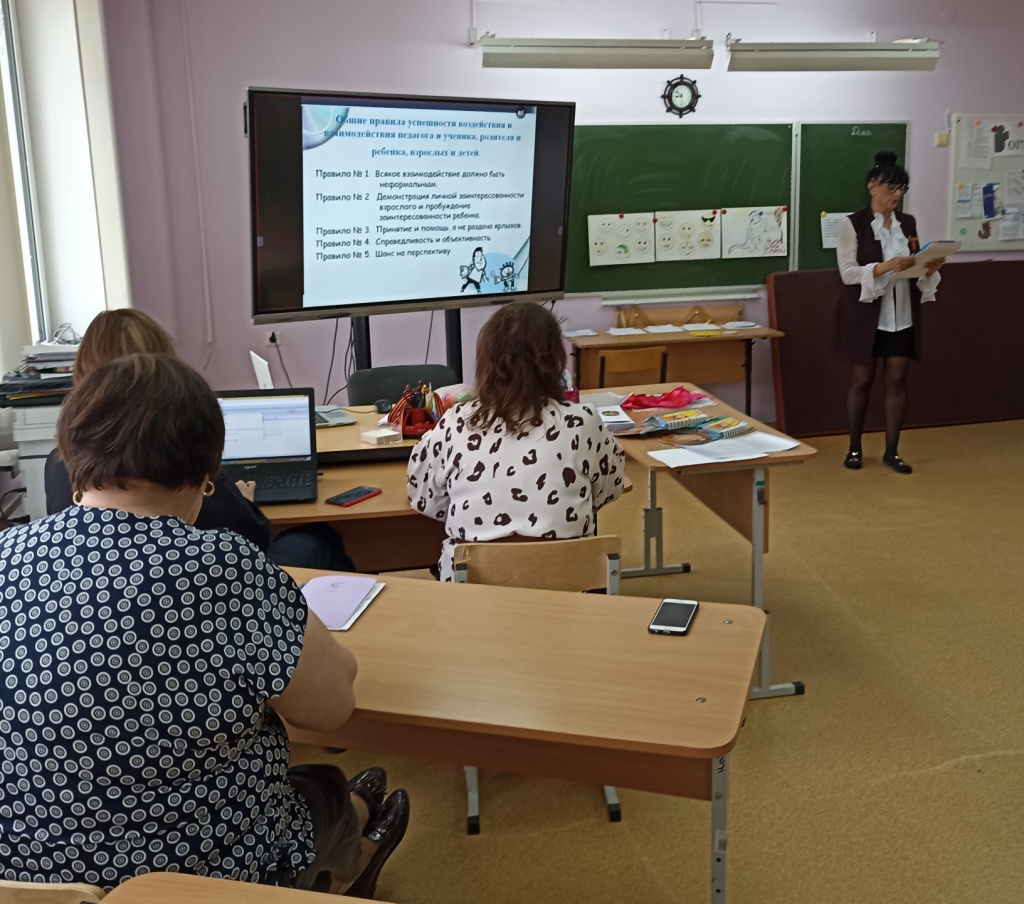 Общие правила успешности воздействия и
взаимодействия педагога и ученика, родителя и
ребенка, взрослых и детей.
Правило № 1. Всякое взаимодействие должно быть
неформальным.
Правило № 2 Демонстрация личной заинтересованности
взрослого и пробуждение
заинтересованности ребенка.
Правило № 3. Принятие и помощь, а не раздача ярлыков.
Правило № 4. Справедливость и объективность.
Правило № 5. Шанс на перспективу.